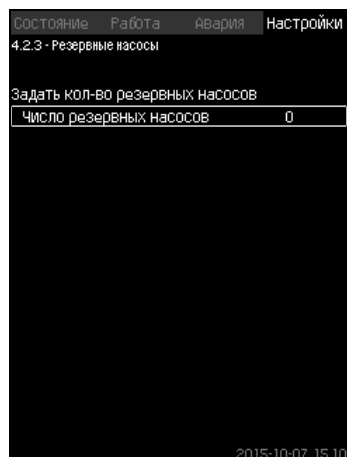 Состояние Работа Авария Настройки
4.2.3 - Резервные насосы
Задать кол-во резервных насосов
Число резервных насосов 0
2015-10-07 15:10